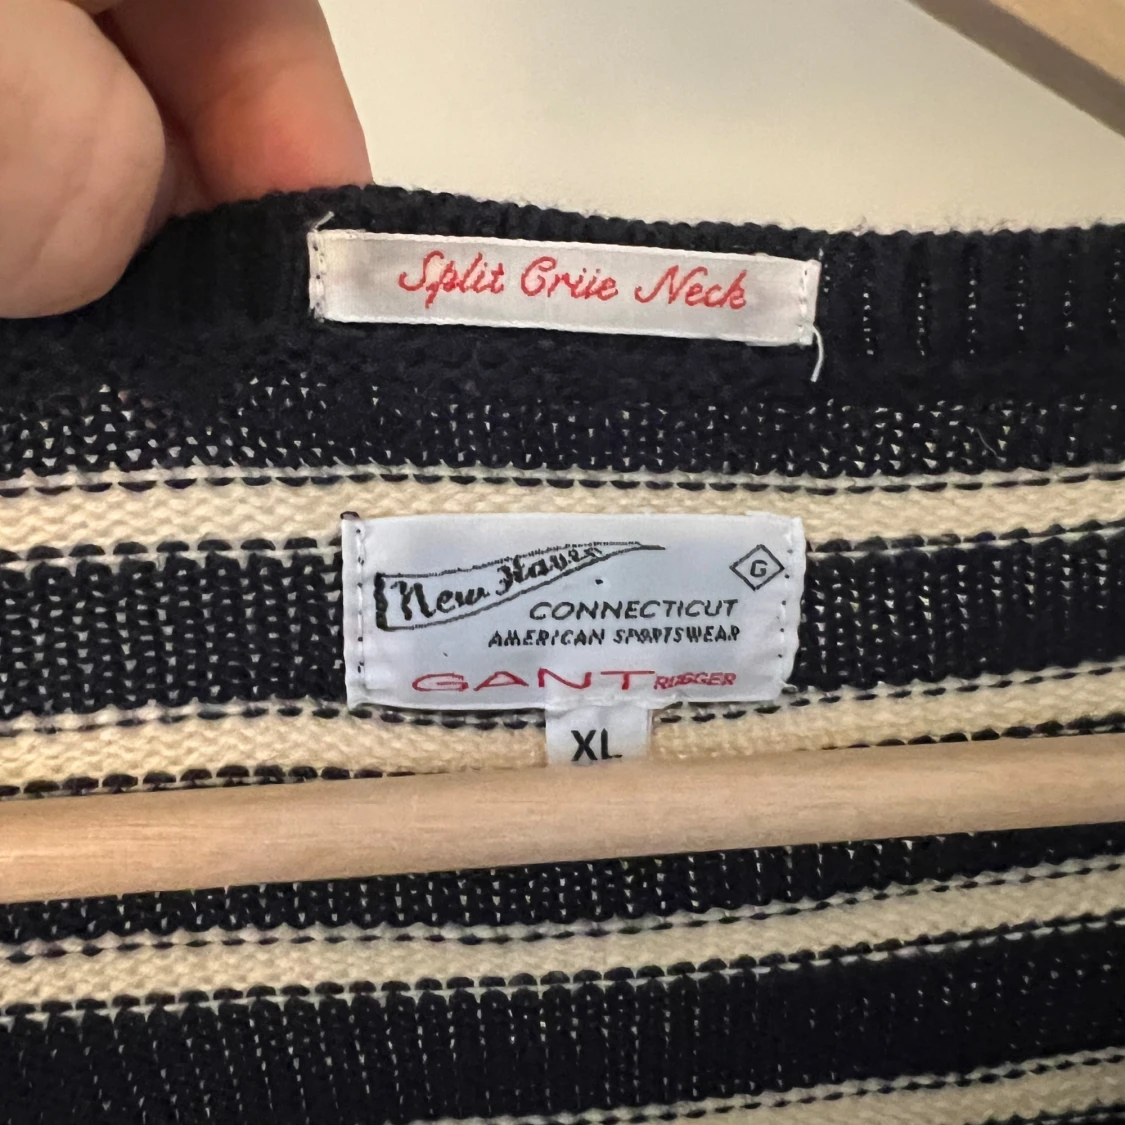 Split Crüe Neck
New Haven
G
CONNECTICUT
AMERICAN SPORTSWEAR
GANT RUGGER
XL